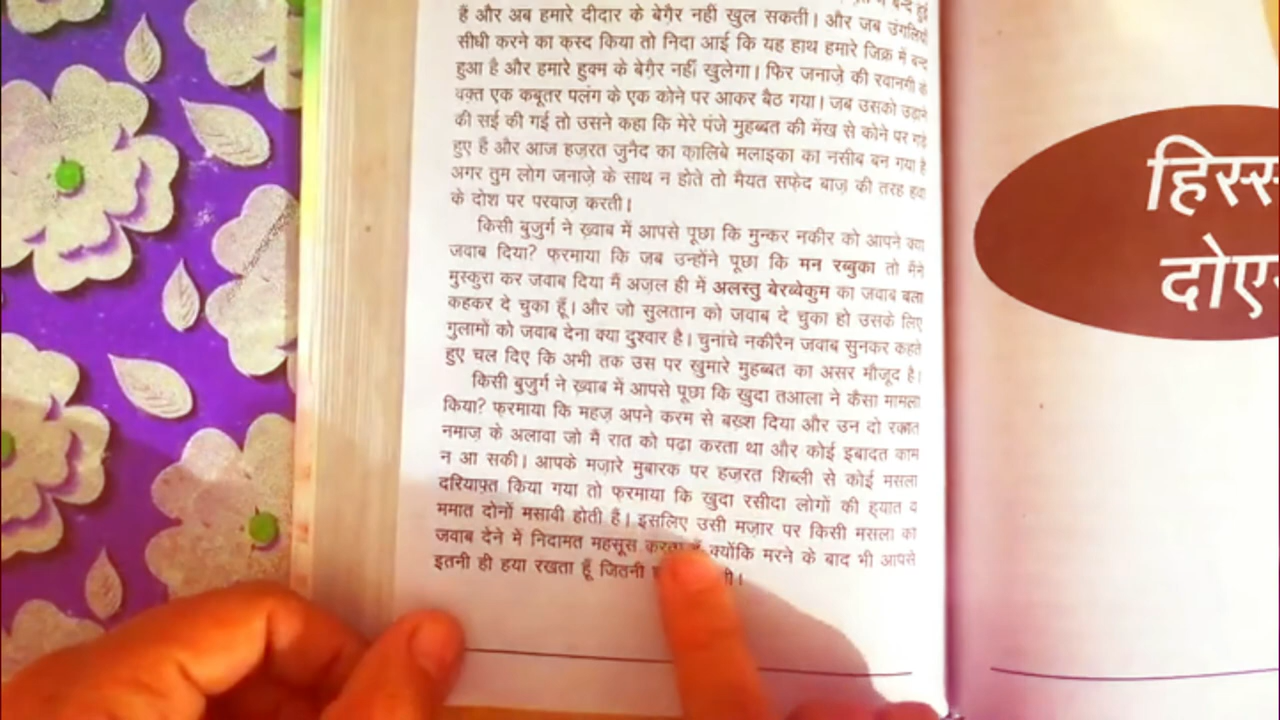 हैं और अब हमारे दीदार के बेग़ैर नहीं खुल सकती। और जब उंगलियाँ
सीधी करने का क़स्द किया तो निदा आई कि यह हाथ हमारे ज़िक्र में बन्द
हुआ है और हमारे हुक्म के बेग़ैर नहीं खुलेगा। फिर जनाज़े की रवानगी के
वक़्त एक कबूतर पलंग के एक कोने पर आकर बैठ गया। जब उसको उड़ाने
की सई की गई तो उसने कहा कि मेरे पंजे मुहब्बत की मेंख़ से कोने पर गड़े
हुए हैं और आज हज़रत जुनैद का क़ालिबे मलाइका का नसीब बन गया है
अगर तुम लोग जनाज़े के साथ न होते तो मैयत सफ़ेद बाज़ की तरह हवा
के दोश पर परवाज़ करती।
किसी बुजुर्ग ने ख़्वाब में आपसे पूछा कि मुन्कर नकीर को आपने क्या
जवाब दिया? फ़रमाया कि जब उन्होंने पूछा कि मन रब्बुका तो मैंने
मुस्कुरा कर जवाब दिया मैं अज़ल ही में अलस्तु बेरब्बेकुम का जवाब बला
कहकर दे चुका हूँ। और जो सुलतान को जवाब दे चुका हो उसके लिए
गुलामों को जवाब देना क्या दुश्वार है। चुनांचे नकीरैन जवाब सुनकर कहते
हुए चल दिए कि अभी तक उस पर खुमारे मुहब्बत का असर मौजूद है।
किसी बुजुर्ग ने ख़्वाब में आपसे पूछा कि ख़ुदा तआला ने कैसा मामला
किया? फ़रमाया कि महज़ अपने करम से बख़्श दिया और उन दो रकात
नमाज़ के अलावा जो मैं रात को पढ़ा करता था और कोई इबादत काम
न आ सकी। आपके मज़ारे मुबारक पर हज़रत शिब्ली से कोई मसला
दरियाफ़्त किया गया तो फ़रमाया कि ख़ुदा रसीदा लोगों की हयात व
ममात दोनों मसावी होती हैं। इसलिए उसी मज़ार पर किसी मसला का
जवाब देने में निदामत महसूस करता हूँ क्योंकि मरने के बाद भी आपसे
इतनी ही हया रखता हूँ जितनी